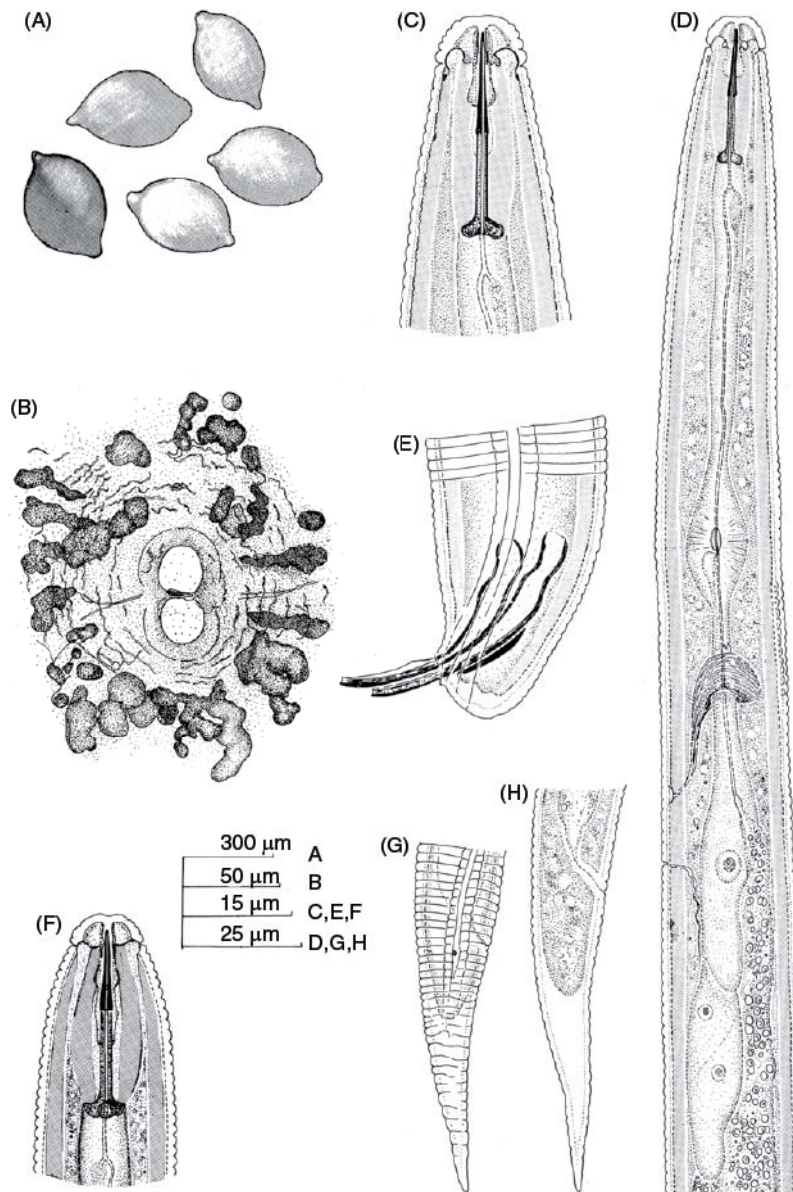 (A)
(C)
(D)
(B)
(E)
(H)
(G)
300 µm A
50 µm B
15 µm C,E,F
25 µm D,G,H
(F)